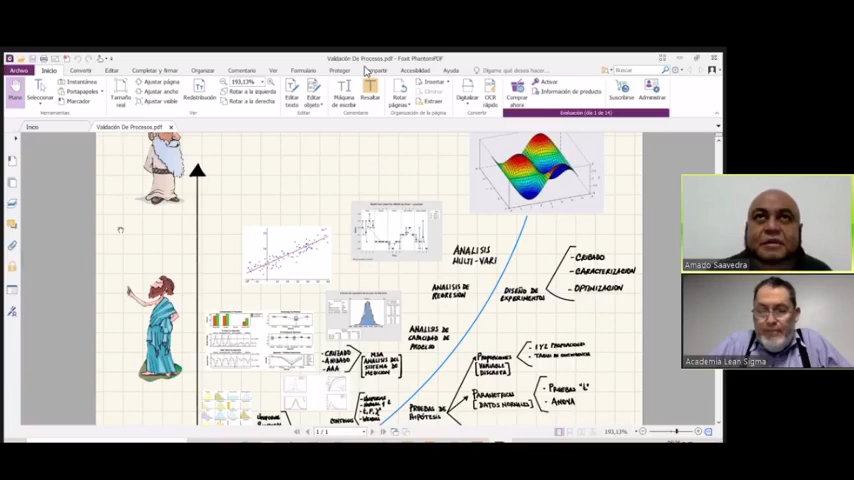 Validación De Procesos.pdf - Foxit PhantomPDF
Archivo Inicio Convertir Editar Completar y firmar Organizar Comentario Ver Formulario Proteger Compartir Accesibilidad Ayuda ¿Qué desea hacer? Buscar
Mano
Seleccionar
Instantánea
Portapapeles
Marcador
Tamaño real
Ajustar página
Ajustar ancho
Ajustar visible
Redistribución
193,13%
Rotar a la izquierda
Rotar a la derecha
Editar texto
Editar objeto
Máquina de escribir
Resaltar
Rotar páginas
Insertar
Extraer
Digitalizar
OCR rápido
Comprar ahora
Activar
Información de producto
Suscribirse
Administrar
Herramientas Ver Comentario Organización de la página Convertir Evaluación (día 1 de 14)
Inicio Validación De Procesos.pdf
ANALISIS
MULTI-VARI
ANALISIS DE
REGRESION
DISEÑO DE
EXPERIMENTOS
- CRIBADO
- CARACTERIZACION
- OPTIMIZACION
ANALISIS DE
CAPACIDAD DE
PROCESO
- CRUZADO
- ANIDADO
- AAA
MSA
ANALISIS DEL
SISTEMA DE
MEDICION
PROPORCIONES
VARIABLE
DISCRETA
- 1 Y 2 PROPORCIONES
- TABLAS DE CONTINGENCIA
PARAMETRICAS
[DATOS NORMALES]
- PRUEBAS "t"
- ANOVA
PRUEBAS DE
HIPÓTESIS
1 / 1
193,13%
Amado Saavedra
Academia Lean Sigma